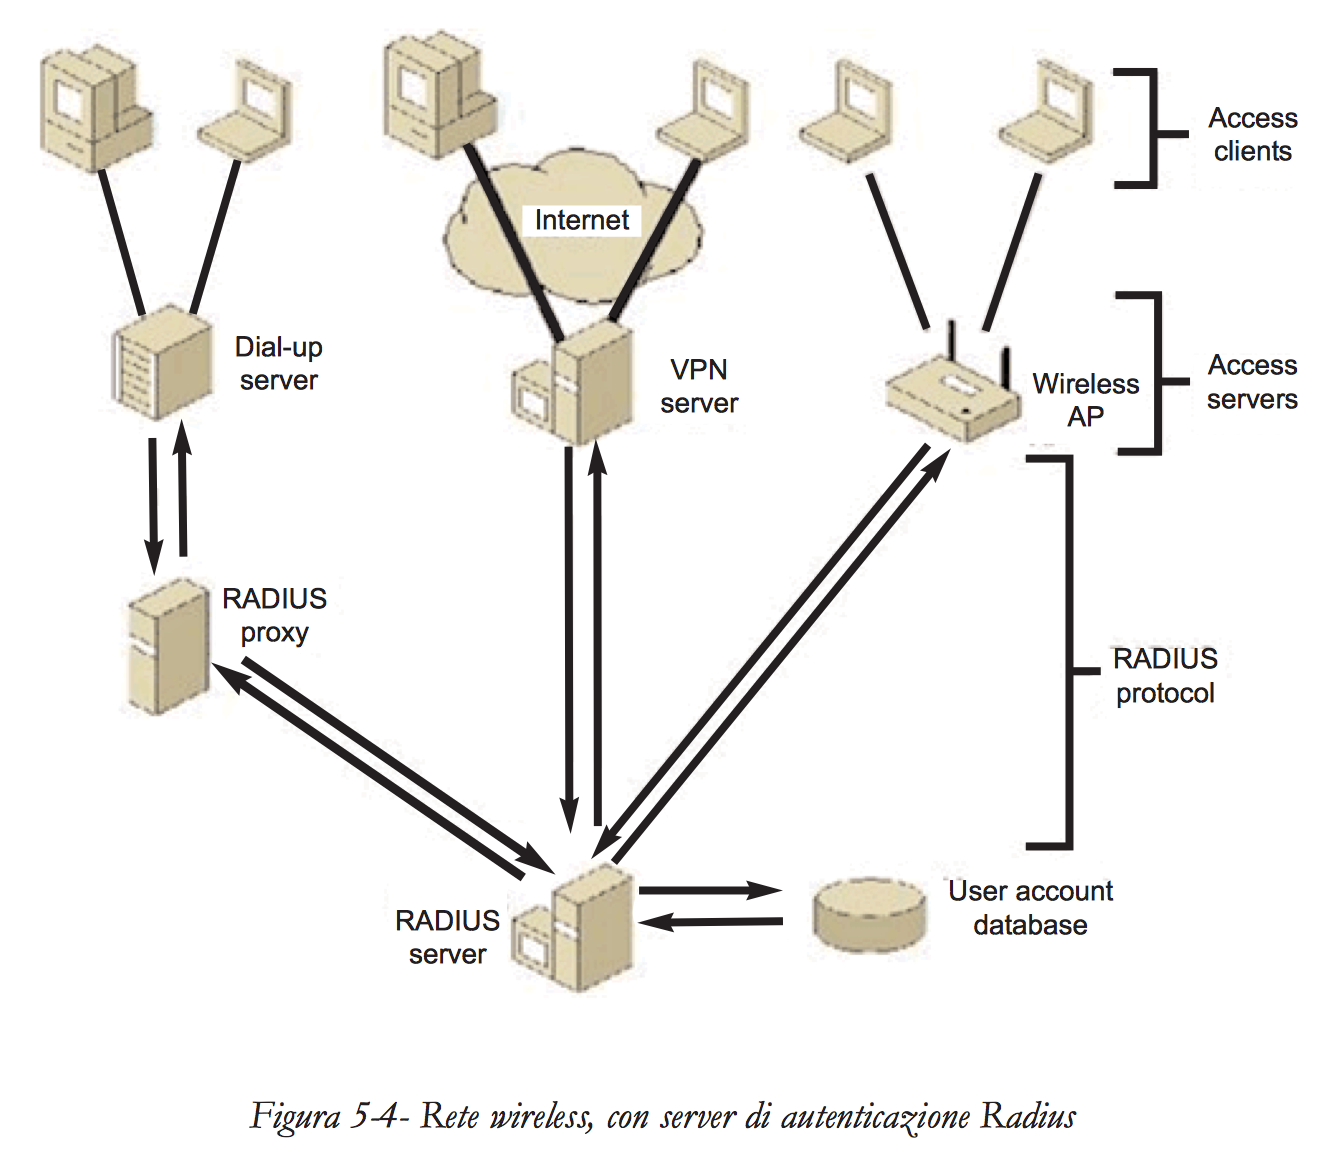 Access
clients
Internet
Dial-up
server
VPN
server
Wireless
AP
Access
servers
RADIUS
proxy
RADIUS
protocol
RADIUS
server
User account
database
Figura 5-4- Rete wireless, con server di autenticazione Radius